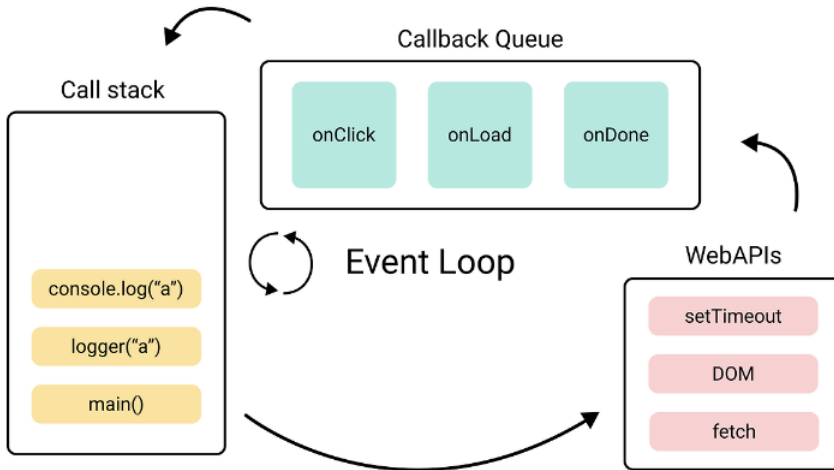 Callback Queue
Call stack
onClick
onLoad
onDone
Event Loop
WebAPIs
console.log(“a”)
logger(“a”)
main()
setTimeout
DOM
fetch